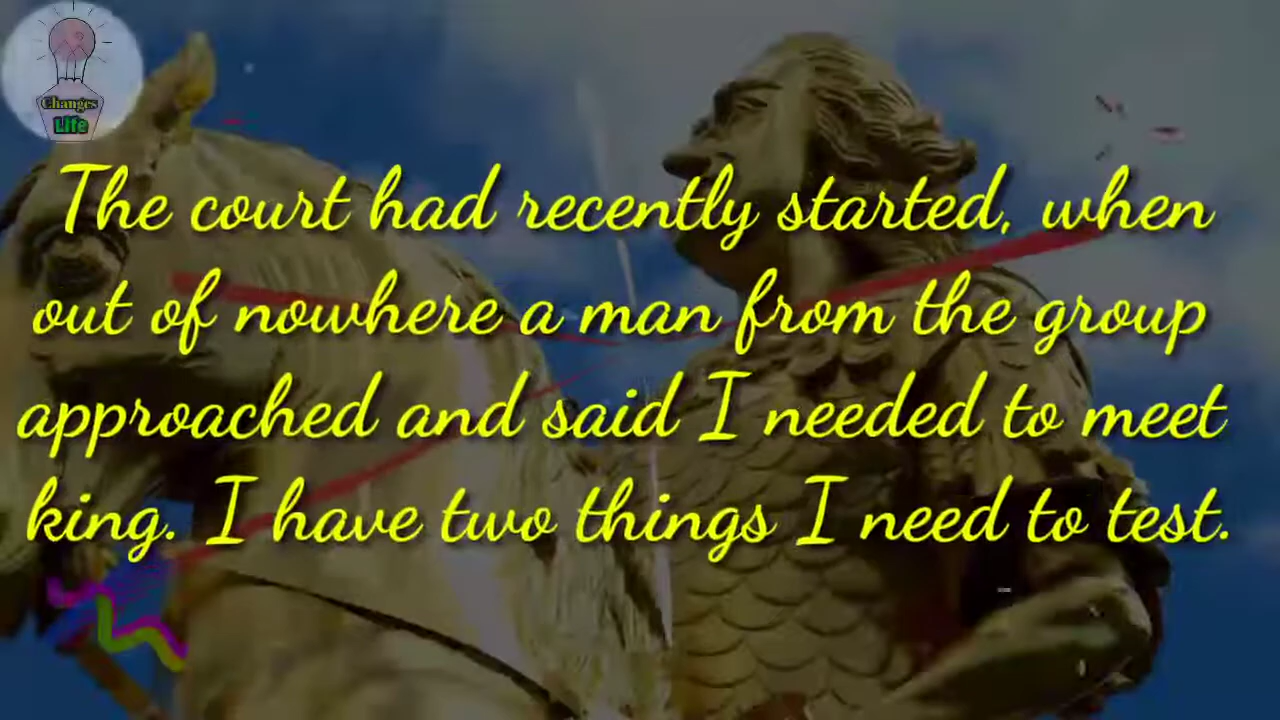 Changes
Life
The court had recently started, when
out of nowhere a man from the group
approached and said I needed to meet
king. I have two things I need to test.